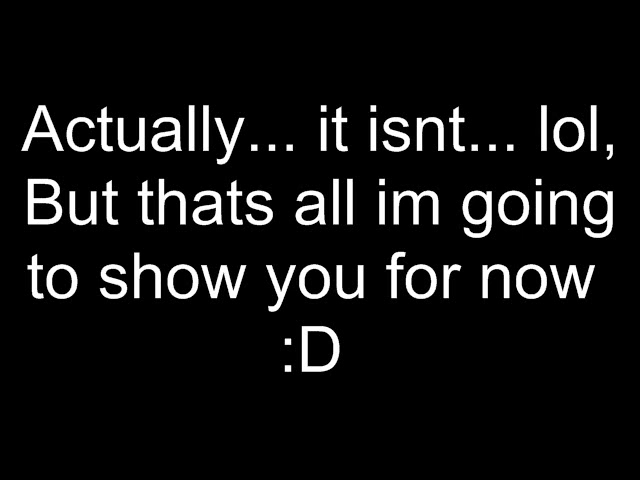 Actually... it isnt... lol,
But thats all im going
to show you for now
:D